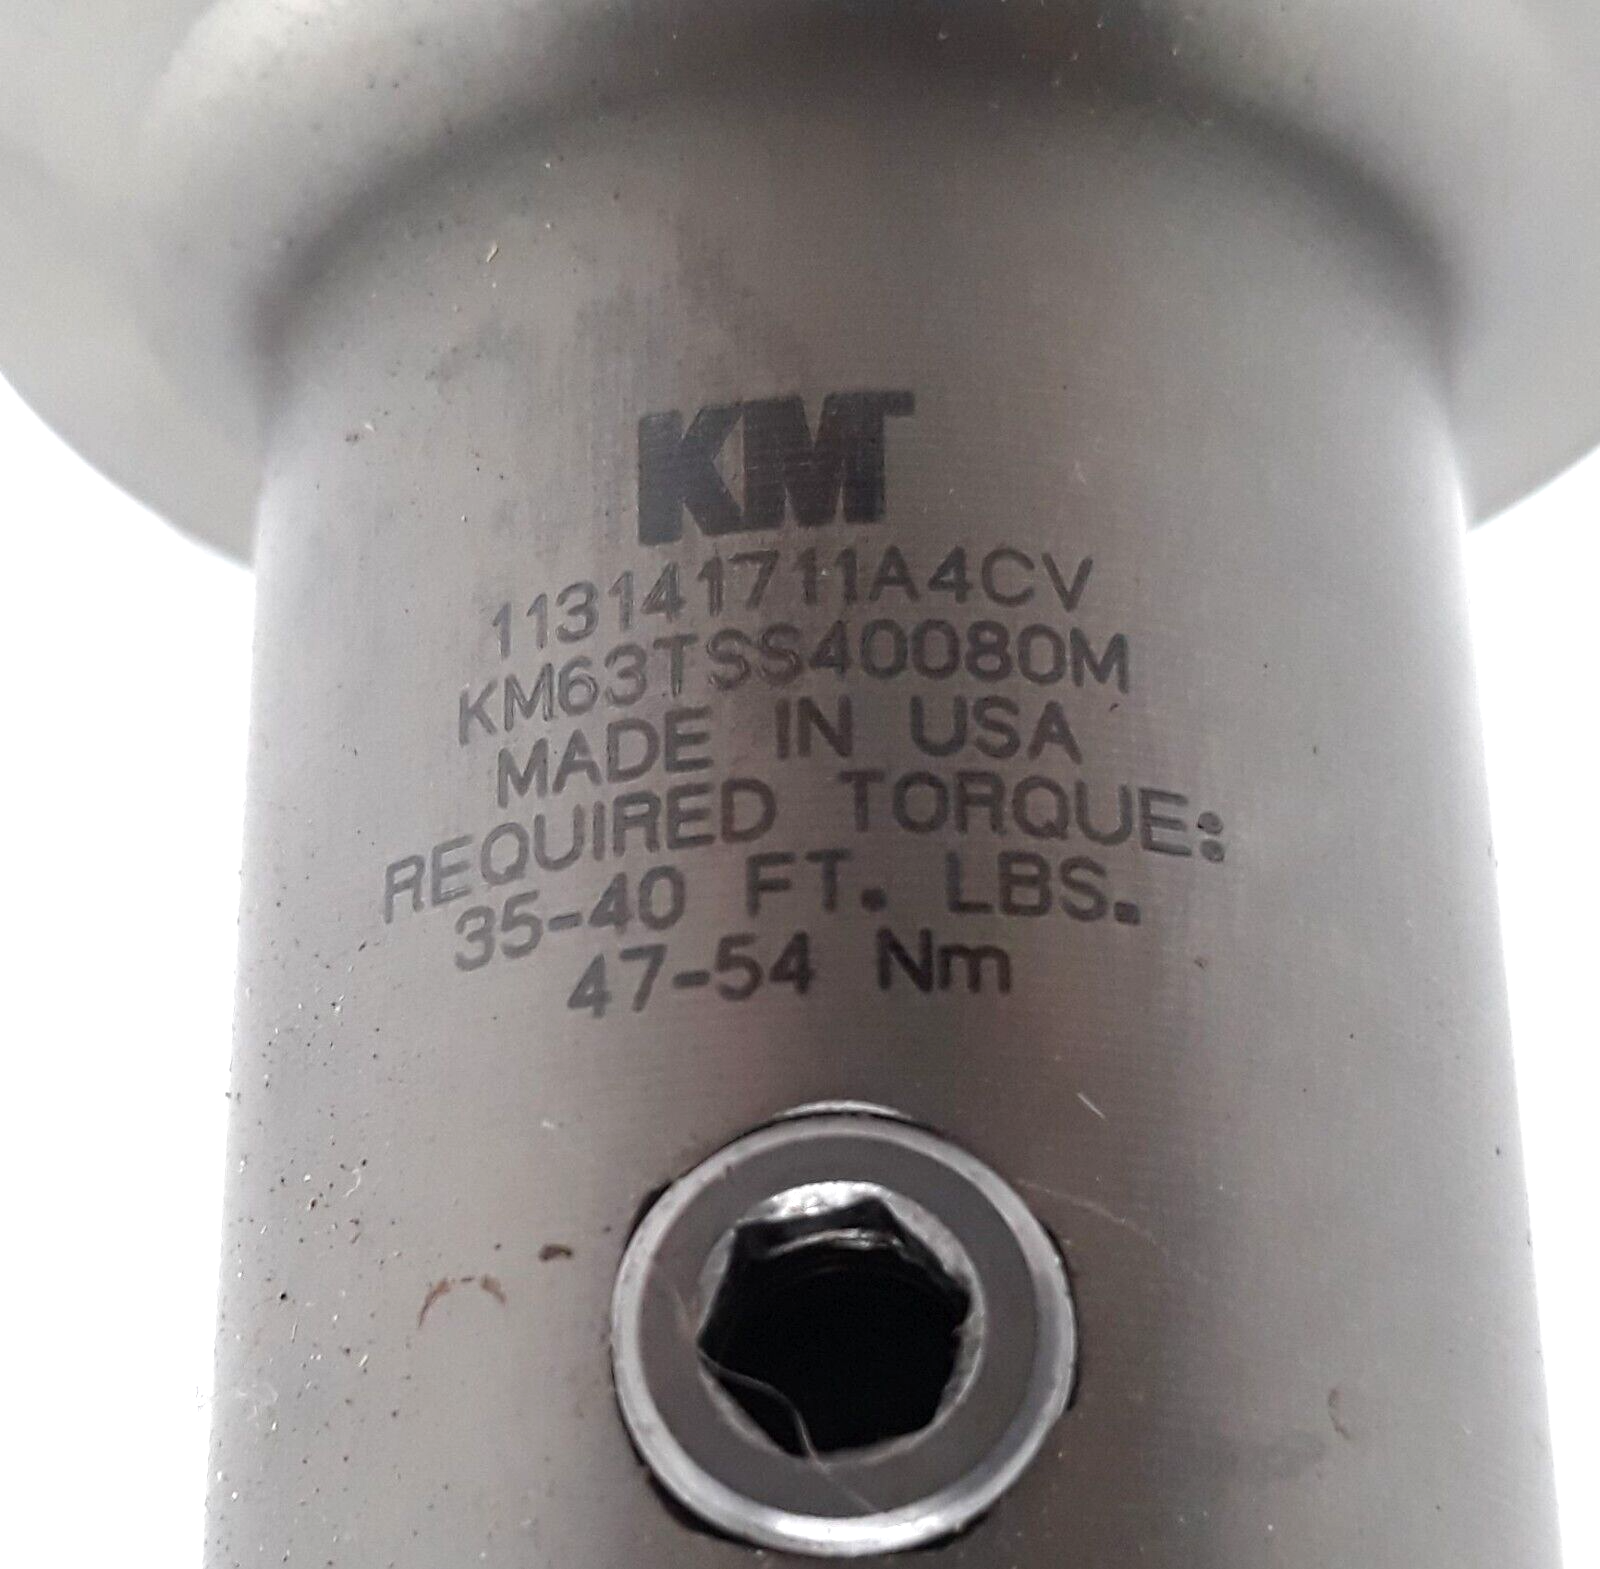 KM
113141711A4CV
KM63TSS40080M
MADE IN USA
REQUIRED TORQUE:
35-40 FT. LBS.
47-54 Nm